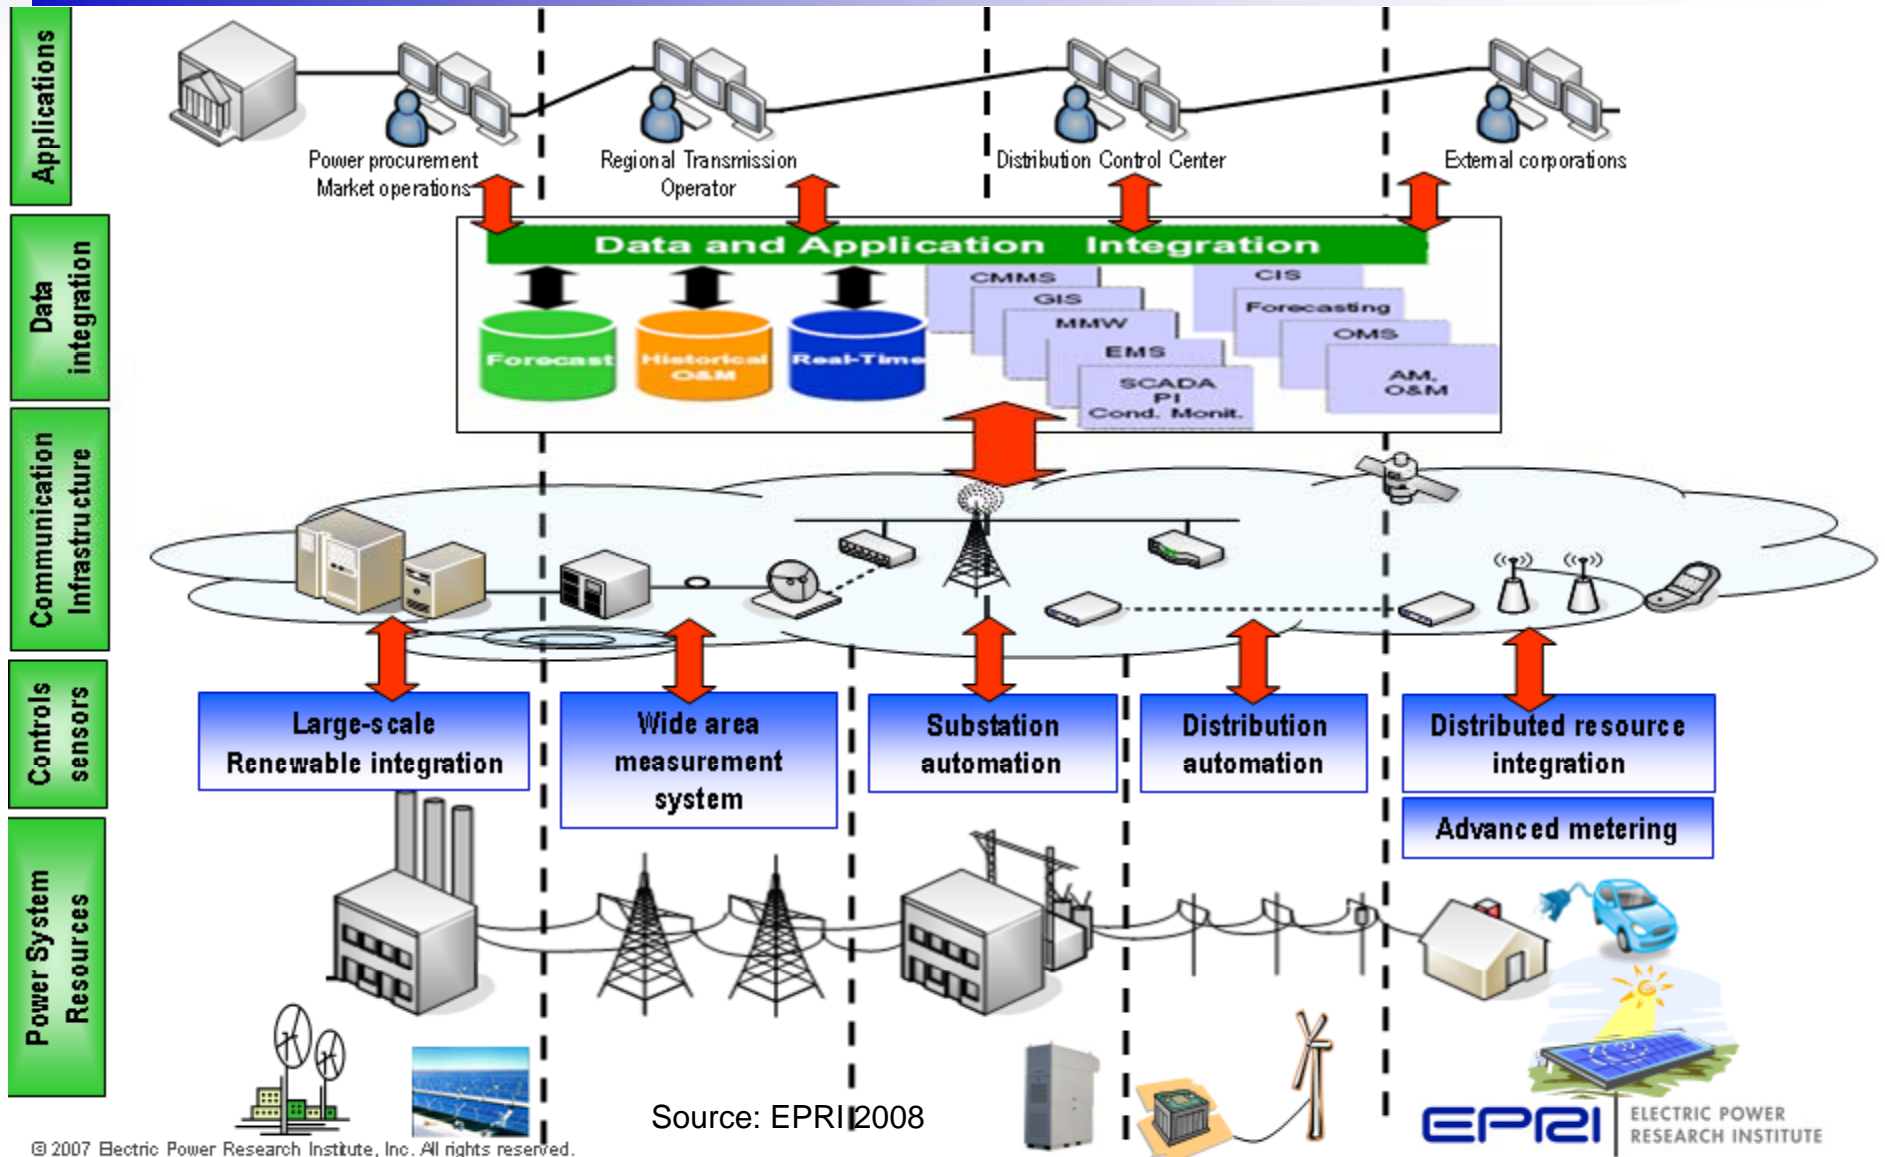 Applications
Power procurement
Market operations
Regional Transmission
Operator
Distribution Control Center
External corporations
Data
integration
Data and Application Integration
Forecast
Historical
O&M
Real-Time
CMMS
GIS
MMW
EMS
SCADA
PI
Cond. Monit.
CIS
Forecasting
OMS
AM,
O&M
Communication
Infrastructure
Controls
sensors
Large-scale
Renewable integration
Wide area
measurement
system
Substation
automation
Distribution
automation
Distributed resource
integration
Advanced metering
Power System
Resources
Source: EPRI 2008
EPRI
ELECTRIC POWER
RESEARCH INSTITUTE
© 2007 Electric Power Research Institute, Inc. All rights reserved.